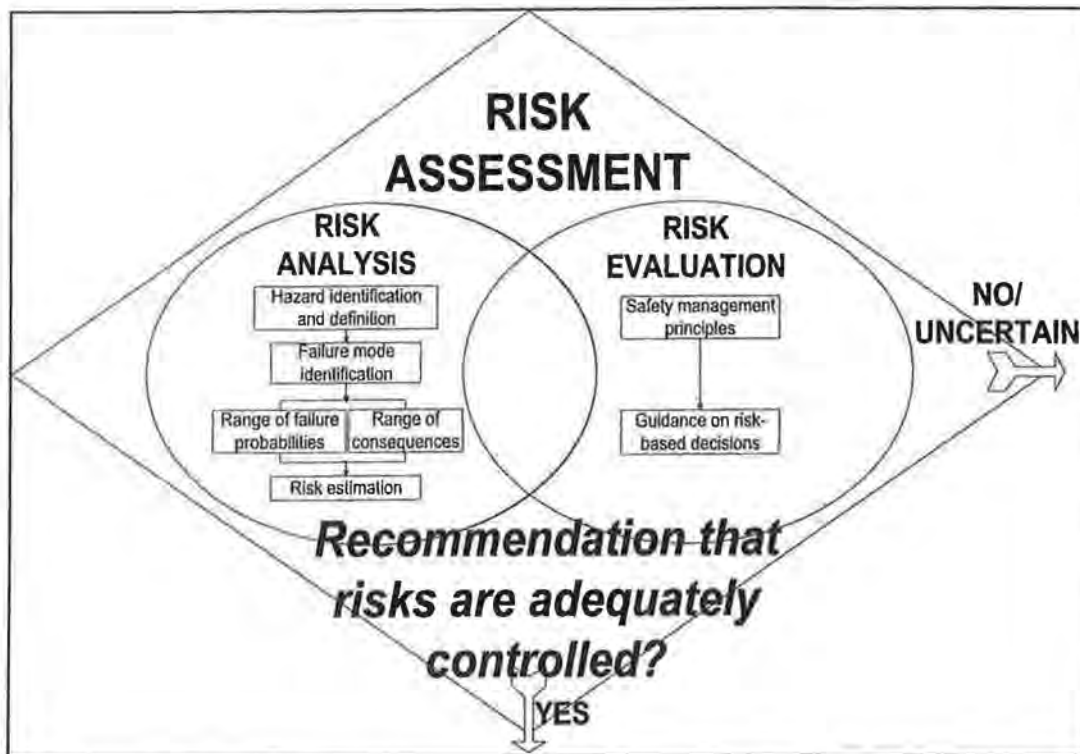 RISK
ASSESSMENT
RISK
ANALYSIS
Hazard identification
and definition
Failure mode
identification
Range of failure
probabilities
Range of
consequences
Risk estimation
RISK
EVALUATION
Safety management
principles
Guidance on risk-
based decisions
NO/
UNCERTAIN
Recommendation that
risks are adequately
controlled?
YES